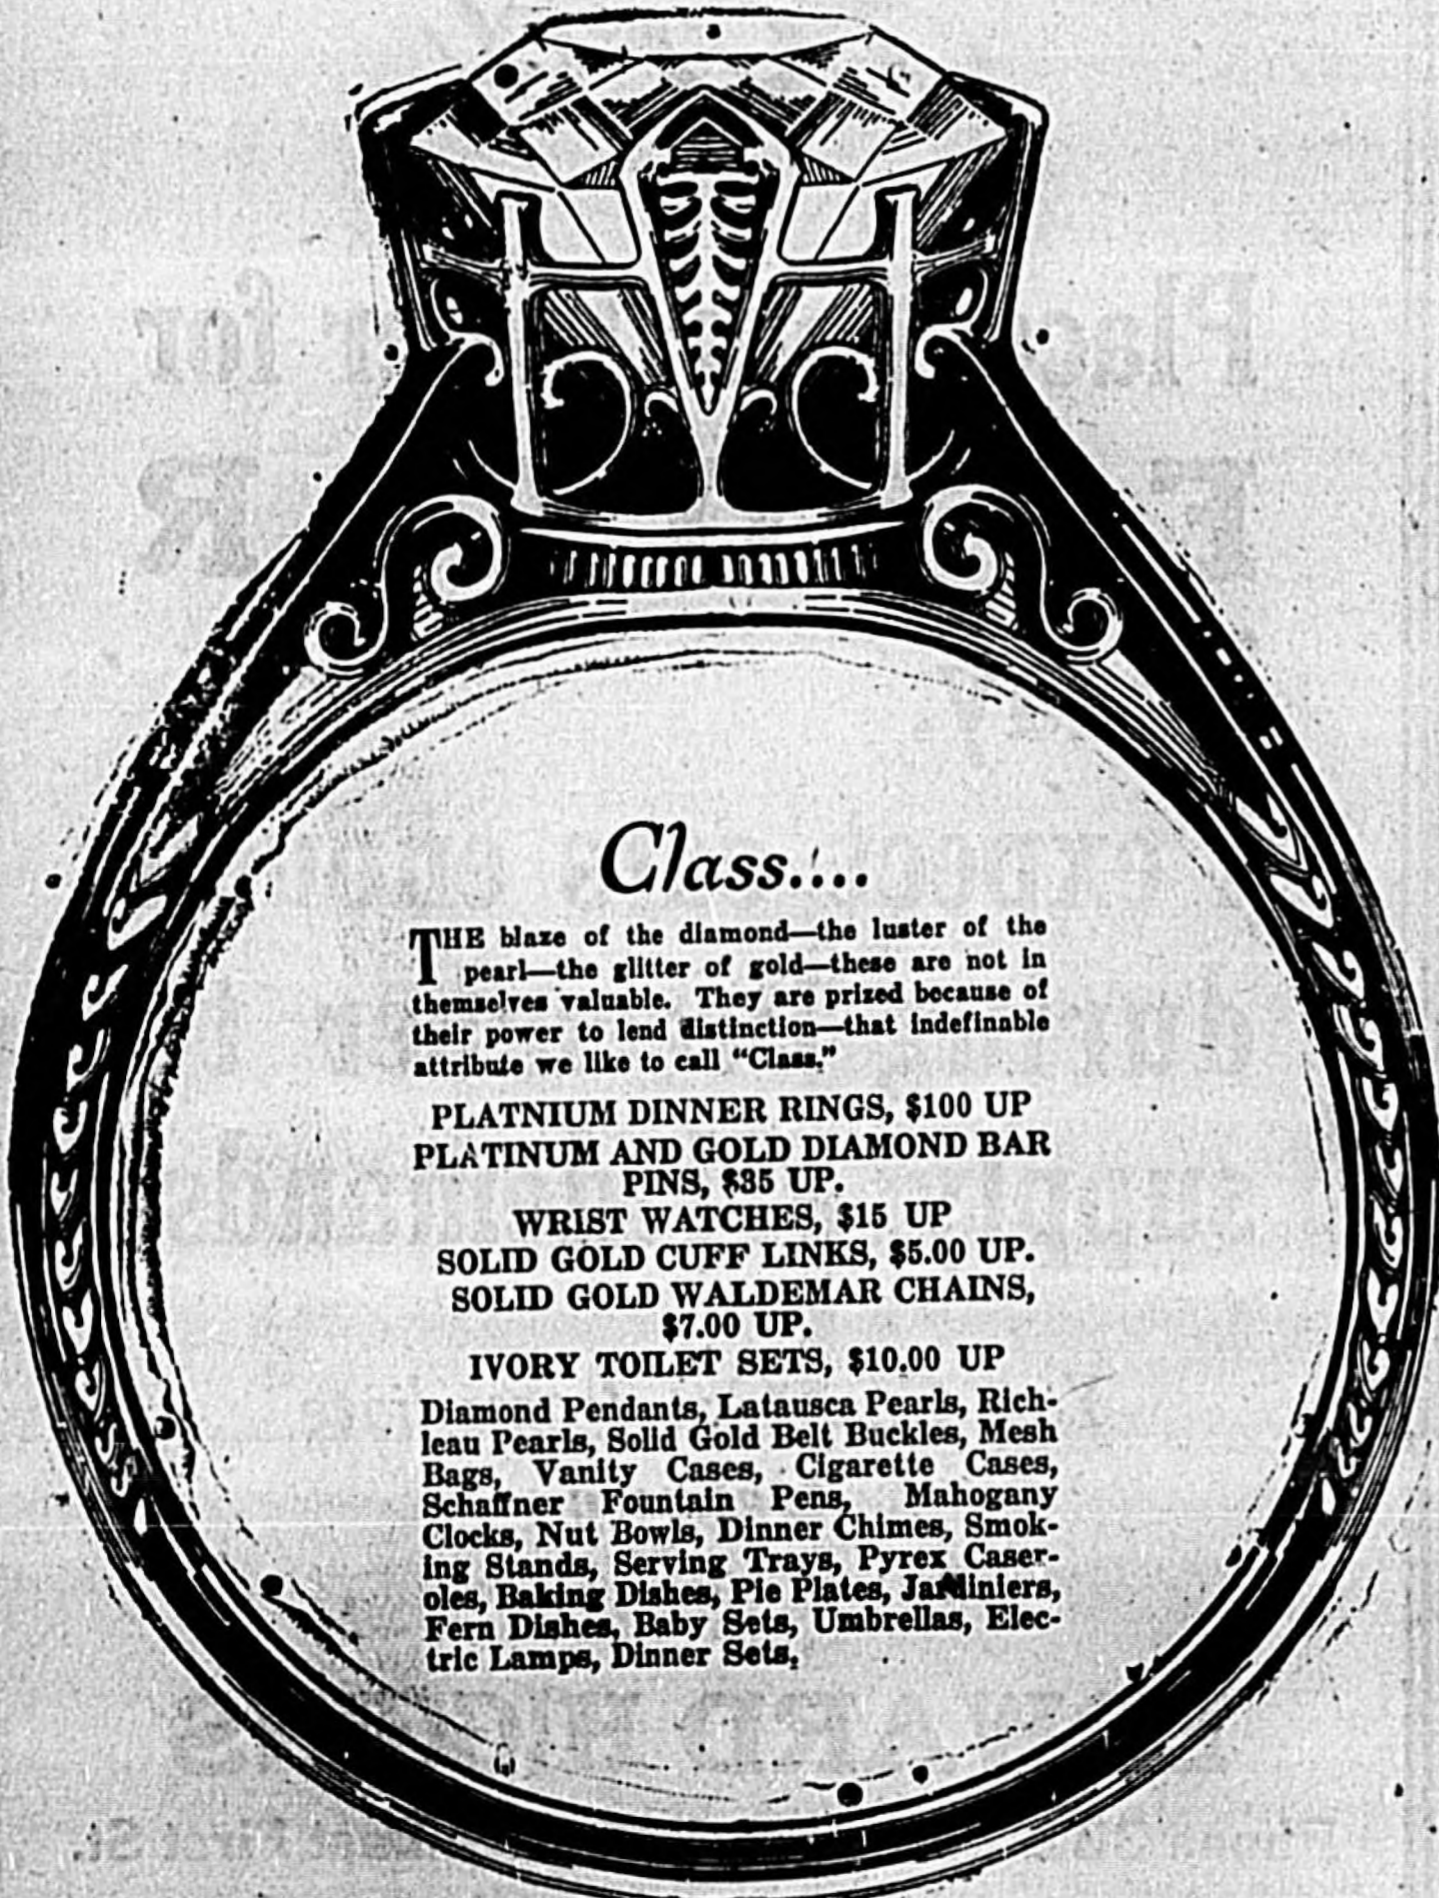 Class....
THE blaze of the diamond—the luster of the
pearl—the glitter of gold—these are not in
themselves valuable. They are prized because of
their power to lend distinction—that indefinable
attribute we like to call "Class."
PLATNIUM DINNER RINGS, $100 UP
PLATINUM AND GOLD DIAMOND BAR
PINS, $35 UP.
WRIST WATCHES, $15 UP
SOLID GOLD CUFF LINKS, $5.00 UP.
SOLID GOLD WALDEMAR CHAINS,
$7.00 UP.
IVORY TOILET SETS, $10.00 UP
Diamond Pendants, Latausca Pearls, Rich-
leau Pearls, Solid Gold Belt Buckles, Mesh
Bags, Vanity Cases, Cigarette Cases,
Schaffner Fountain Pens, Mahogany
Clocks, Nut Bowls, Dinner Chimes, Smok-
ing Stands, Serving Trays, Pyrex Caser-
oles, Baking Dishes, Pie Plates, Jardiniers,
Fern Dishes, Baby Sets, Umbrellas, Elec-
tric Lamps, Dinner Sets.